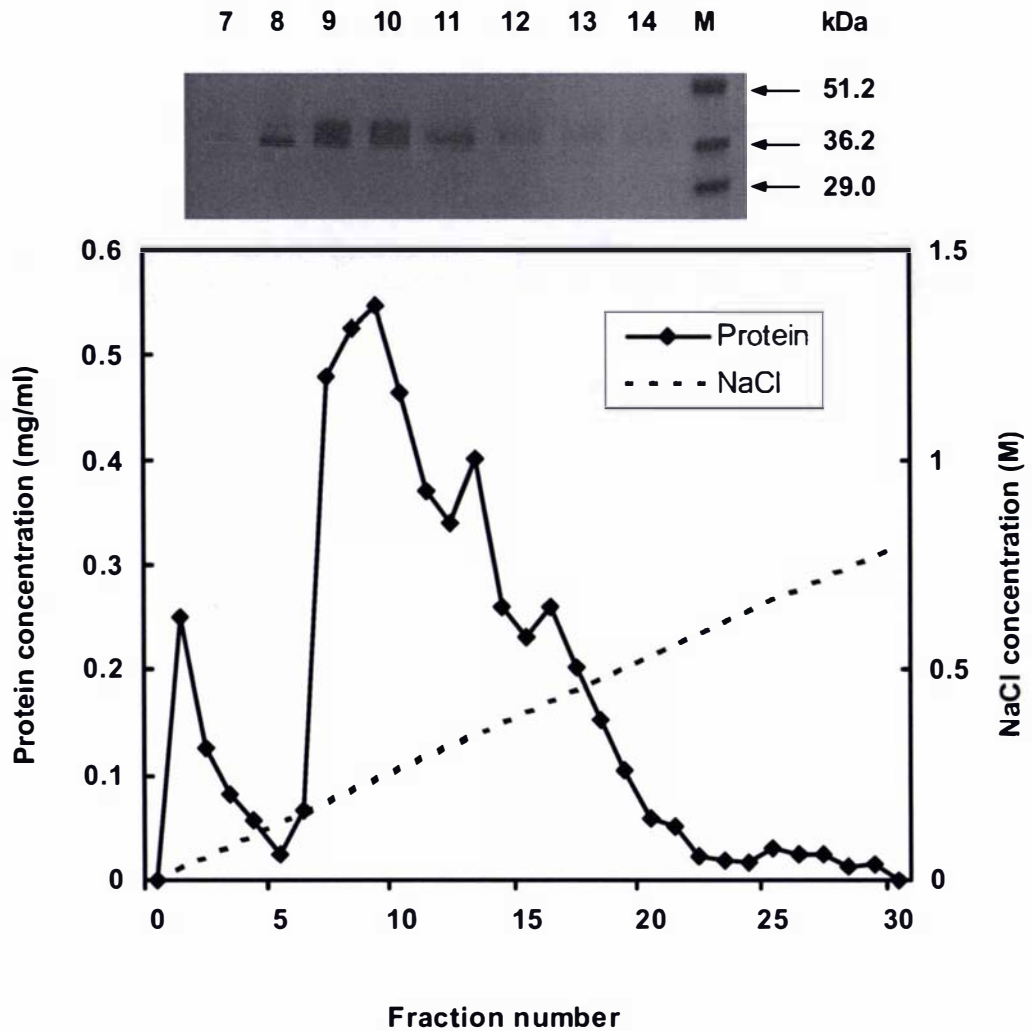 7 8 9 10 11 12 13 14 M kDa
51.2
36.2
29.0
0.6
0.5
0.4
0.3
0.2
0.1
0
Protein concentration (mg/ml)
Protein
NaCl
1.5
1
0.5
0
NaCl concentration (M)
0 5 10 15 20 25 30
Fraction number